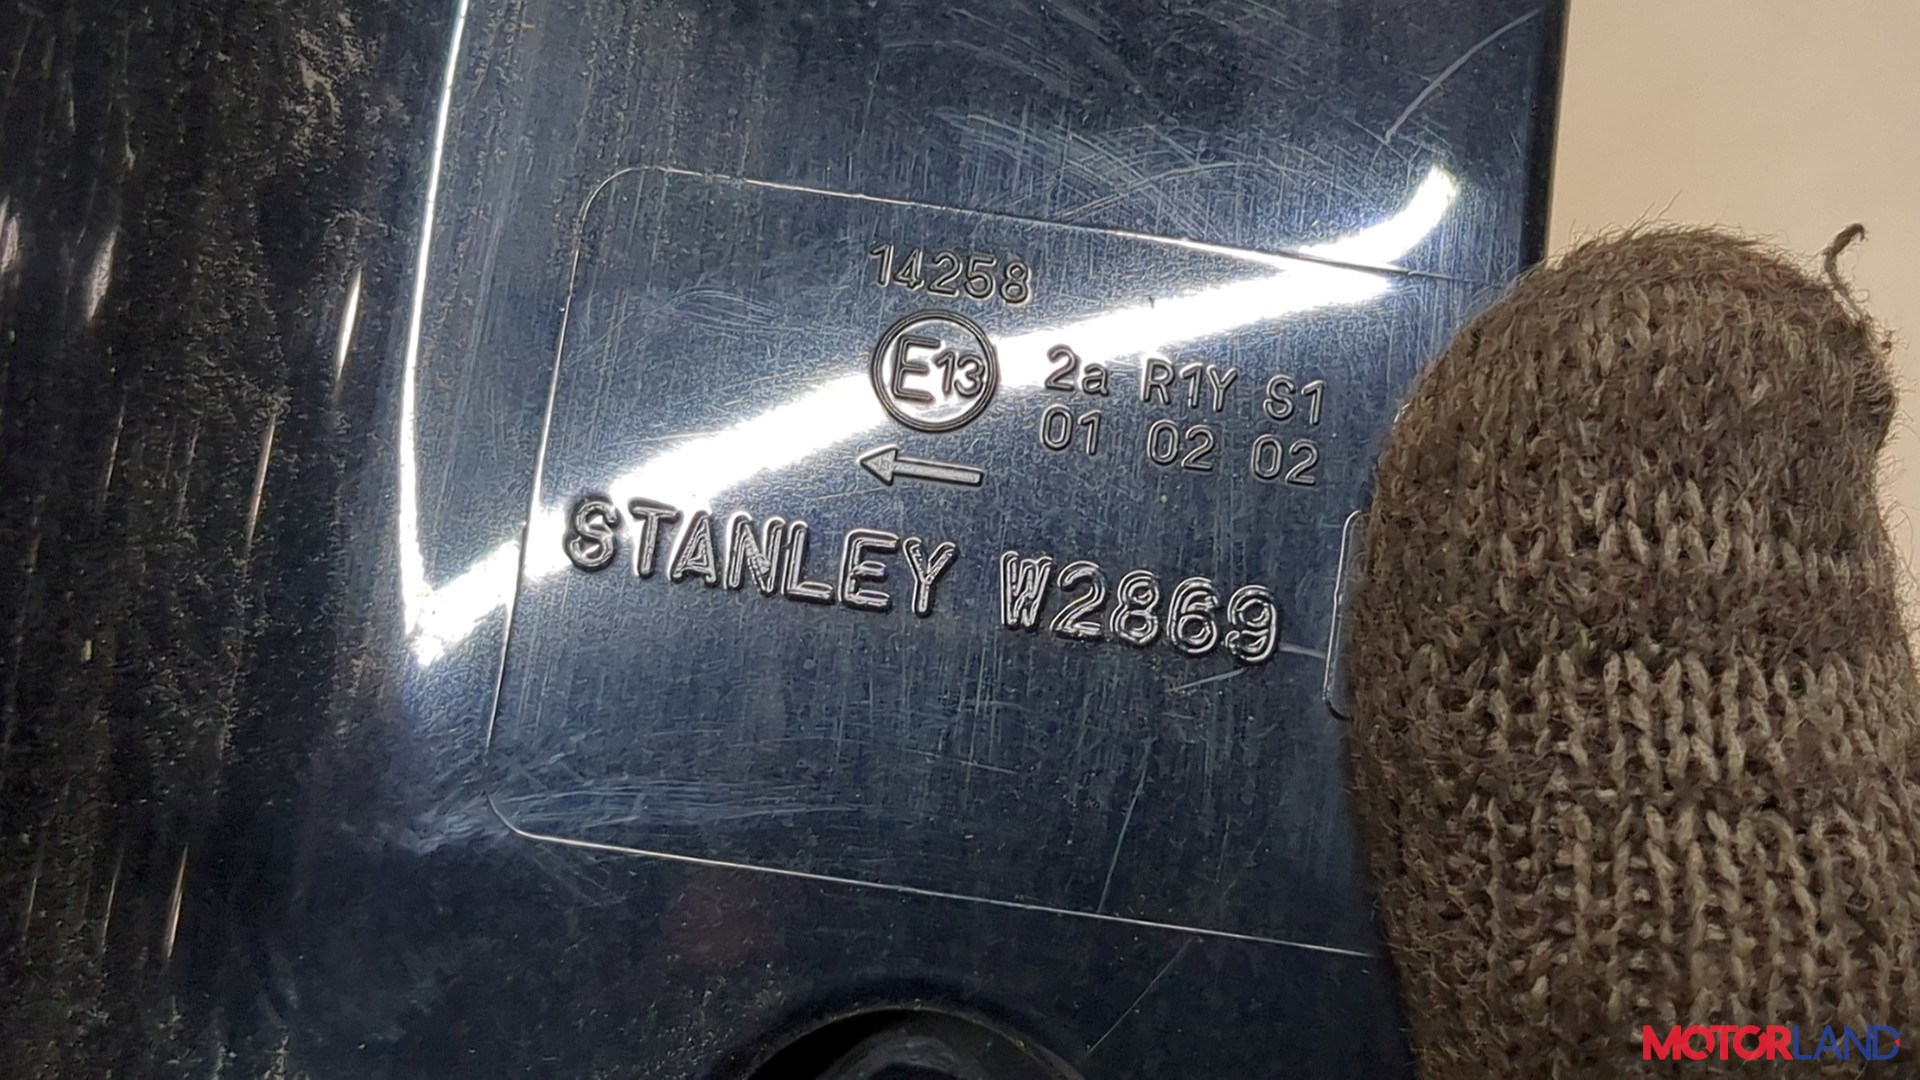 14258
E13 2a R1Y S1
01 02 02
STANLEY W2869
MOTORLAND